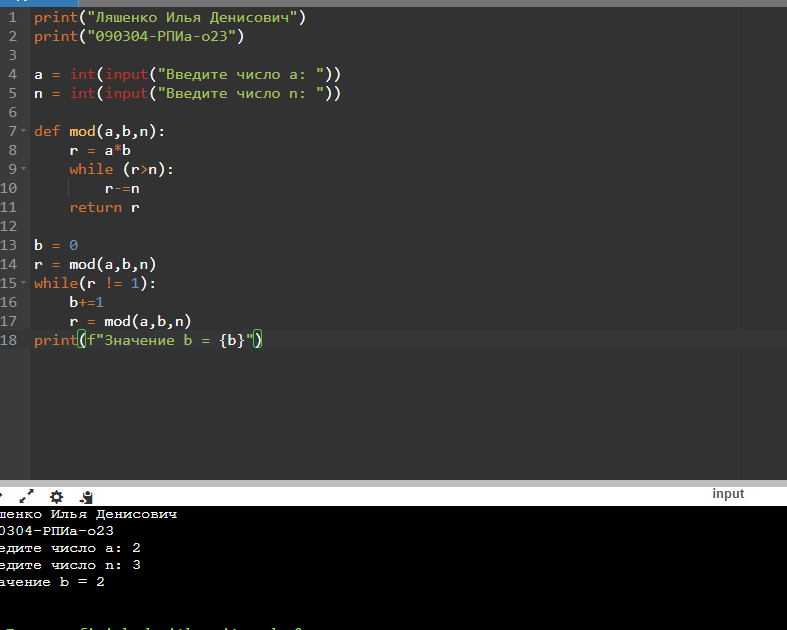 1 print("Ляшенко Илья Денисович")
2 print("090304-РПИа-о23")
3
4 a = int(input("Введите число a: "))
5 n = int(input("Введите число n: "))
6
7 def mod(a,b,n):
8     r = a*b
9     while (r>n):
10         r-=n
11     return r
12
13 b = 0
14 r = mod(a,b,n)
15 while(r != 1):
16     b+=1
17     r = mod(a,b,n)
18 print(f"Значение b = {b}")
input
шенко Илья Денисович
0304-РПИа-о23
едите число a: 2
едите число n: 3
ачение b = 2